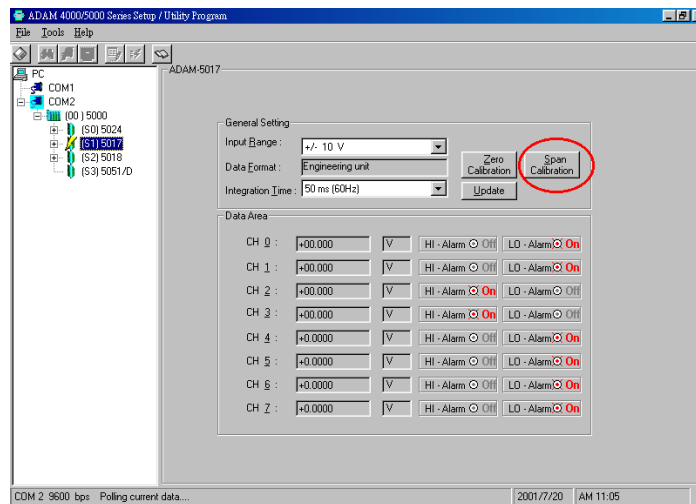 ADAM 4000/5000 Series Setup / Utility Program
File Tools Help
PC
COM1
COM2
(00 ) 5000
(S0) 5024
(S1) 5017
(S2) 5018
(S3) 5051/D
ADAM-5017
General Setting
Input Range : +/- 10 V
Data Format : Engineering unit
Integration Time : 50 ms (60Hz)
Zero Calibration
Span Calibration
Update
Data Area
CH 0 : +00.000 V HI - Alarm Off LO - Alarm On
CH 1 : +00.000 V HI - Alarm Off LO - Alarm On
CH 2 : +00.000 V HI - Alarm On LO - Alarm Off
CH 3 : +00.000 V HI - Alarm On LO - Alarm Off
CH 4 : +0.0000 V HI - Alarm Off LO - Alarm On
CH 5 : +0.0000 V HI - Alarm Off LO - Alarm On
CH 6 : +0.0000 V HI - Alarm Off LO - Alarm On
CH 7 : +0.0000 V HI - Alarm Off LO - Alarm On
COM 2 9600 bps Polling current data.... 2001/7/20 AM 11:05